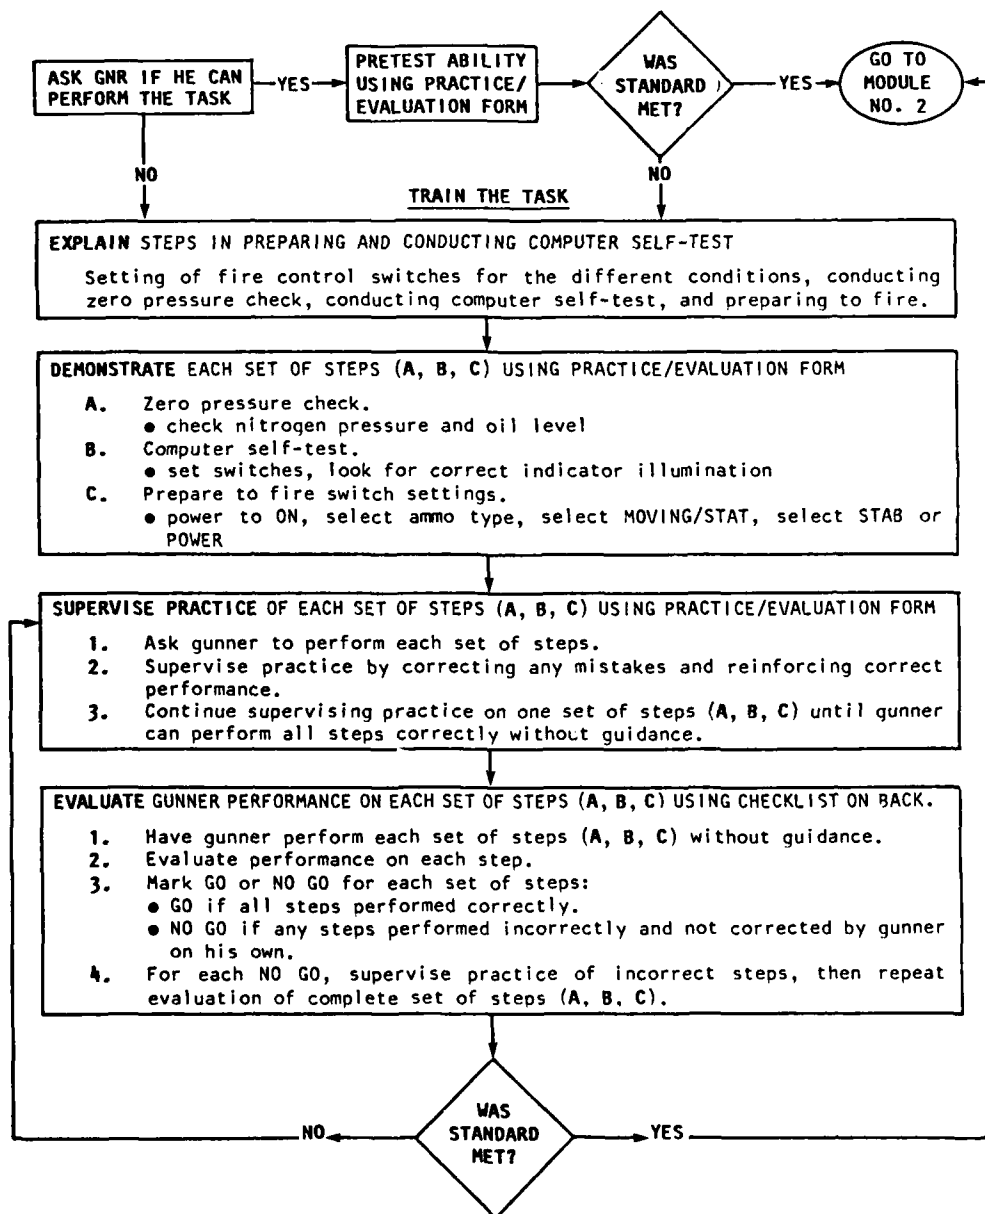 ASK GNR IF HE CAN
PERFORM THE TASK
YES
PRETEST ABILITY
USING PRACTICE/
EVALUATION FORM
WAS
STANDARD
MET?
YES
GO TO
MODULE
NO. 2
NO
NO
TRAIN THE TASK
EXPLAIN STEPS IN PREPARING AND CONDUCTING COMPUTER SELF-TEST
Setting of fire control switches for the different conditions, conducting
zero pressure check, conducting computer self-test, and preparing to fire.
DEMONSTRATE EACH SET OF STEPS (A, B, C) USING PRACTICE/EVALUATION FORM
A. Zero pressure check.
• check nitrogen pressure and oil level
B. Computer self-test.
• set switches, look for correct indicator illumination
C. Prepare to fire switch settings.
• power to ON, select ammo type, select MOVING/STAT, select STAB or
POWER
SUPERVISE PRACTICE OF EACH SET OF STEPS (A, B, C) USING PRACTICE/EVALUATION FORM
1. Ask gunner to perform each set of steps.
2. Supervise practice by correcting any mistakes and reinforcing correct
performance.
3. Continue supervising practice on one set of steps (A, B, C) until gunner
can perform all steps correctly without guidance.
EVALUATE GUNNER PERFORMANCE ON EACH SET OF STEPS (A, B, C) USING CHECKLIST ON BACK.
1. Have gunner perform each set of steps (A, B, C) without guidance.
2. Evaluate performance on each step.
3. Mark GO or NO GO for each set of steps:
• GO if all steps performed correctly.
• NO GO if any steps performed incorrectly and not corrected by gunner
on his own.
4. For each NO GO, supervise practice of incorrect steps, then repeat
evaluation of complete set of steps (A, B, C).
NO
WAS
STANDARD
MET?
YES